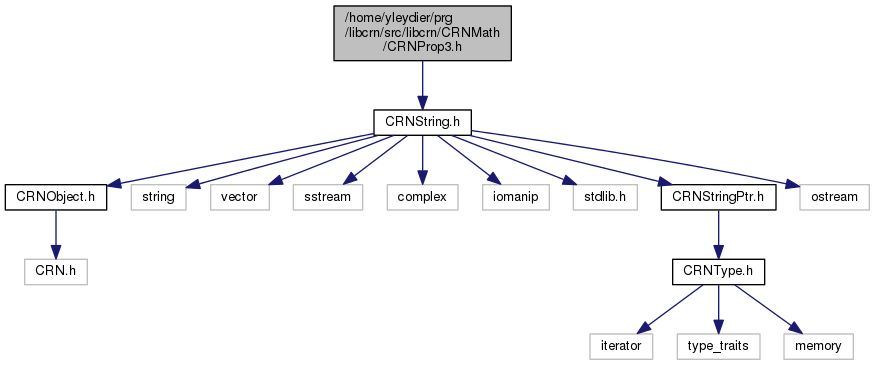 /home/yleydier/prg
/libcrn/src/libcrn/CRNMath
/CRNProp3.h
CRNString.h
CRNObject.h
string
vector
sstream
complex
iomanip
stdlib.h
CRNStringPtr.h
ostream
CRN.h
CRNType.h
iterator
type_traits
memory